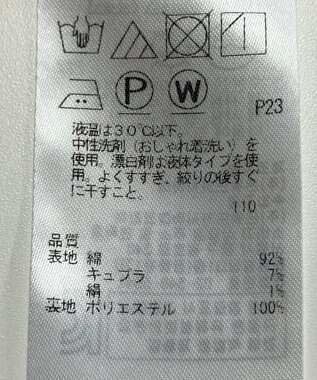 P
W
P23
液温は30℃以下。
中性洗剤（おしゃれ着洗い）を
使用。漂白剤は液体タイプを使
用。よくすすぎ、絞りの後すぐ
に干すこと。
110
品質
表地 綿 92%
キュプラ 7%
絹 1%
裏地 ポリエステル 100%